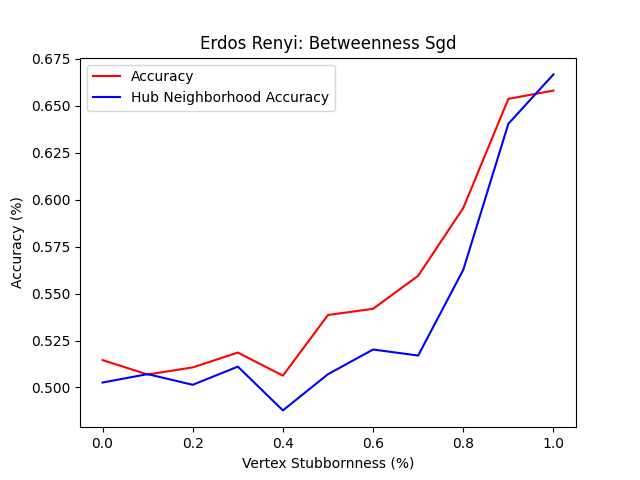 Erdos Renyi: Betweenness Sgd
Accuracy
Hub Neighborhood Accuracy
Accuracy (%)
0.675
0.650
0.625
0.600
0.575
0.550
0.525
0.500
0.0 0.2 0.4 0.6 0.8 1.0
Vertex Stubbornness (%)